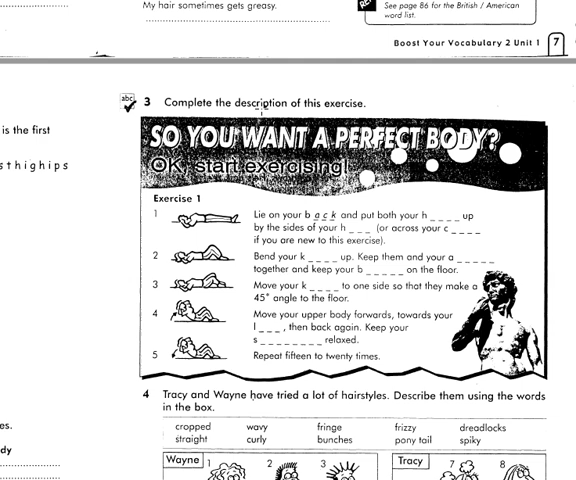 My hair sometimes gets greasy.
See page 86 for the British / American
word list.
Boost Your Vocabulary 2 Unit 1 7
is the first
s t h i g h i p s
abc
3 Complete the description of this exercise.
SO YOU WANT A PERFECT BODY?
OK, start exercising!
Exercise 1
1 Lie on your b a c k and put both your h _ _ _ _ up
by the sides of your h _ _ _ (or across your c _ _ _ _
if you are new to this exercise).
2 Bend your k _ _ _ _ up. Keep them and your a _ _ _ _ _
together and keep your b _ _ _ _ _ on the floor.
3 Move your k _ _ _ _ to one side so that they make a
45° angle to the floor.
4 Move your upper body forwards, towards your
l _ _ _ , then back again. Keep your
s _ _ _ _ _ _ _ _ relaxed.
5 Repeat fifteen to twenty times.
4 Tracy and Wayne have tried a lot of hairstyles. Describe them using the words
in the box.
es.
cropped wavy fringe frizzy dreadlocks
straight curly bunches pony tail spiky
dy
Wayne 1 2 3 Tracy 7 8